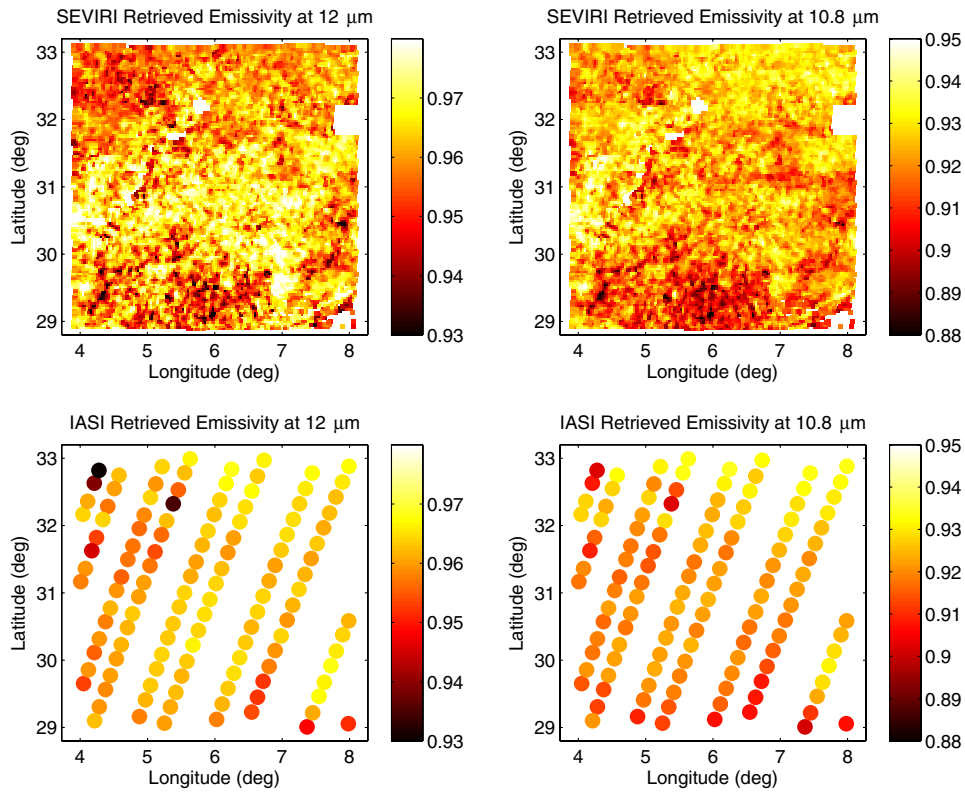 SEVIRI Retrieved Emissivity at 12 μm
33
32
31
30
29
Latitude (deg)
4 5 6 7 8
Longitude (deg)
0.97
0.96
0.95
0.94
0.93
SEVIRI Retrieved Emissivity at 10.8 μm
33
32
31
30
29
Latitude (deg)
4 5 6 7 8
Longitude (deg)
0.95
0.94
0.93
0.92
0.91
0.9
0.89
0.88
IASI Retrieved Emissivity at 12 μm
33
32
31
30
29
Latitude (deg)
4 5 6 7 8
Longitude (deg)
0.97
0.96
0.95
0.94
0.93
IASI Retrieved Emissivity at 10.8 μm
33
32
31
30
29
Latitude (deg)
4 5 6 7 8
Longitude (deg)
0.95
0.94
0.93
0.92
0.91
0.9
0.89
0.88